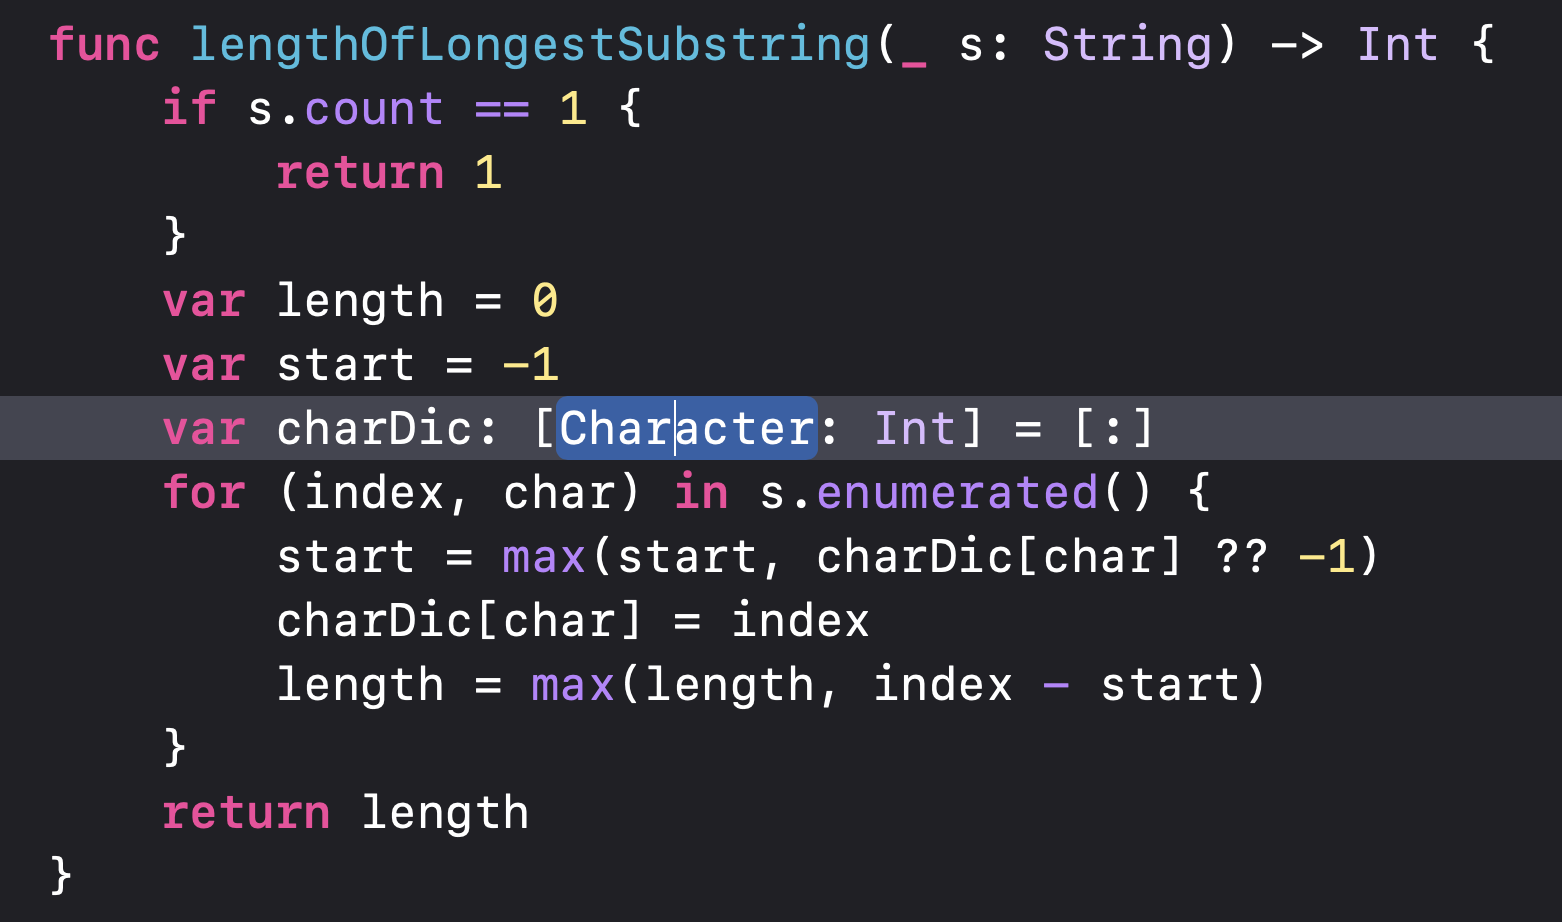 func lengthOfLongestSubstring(_ s: String) -> Int {
    if s.count == 1 {
        return 1
    }
    var length = 0
    var start = -1
    var charDic: [Character: Int] = [:]
    for (index, char) in s.enumerated() {
        start = max(start, charDic[char] ?? -1)
        charDic[char] = index
        length = max(length, index - start)
    }
    return length
}